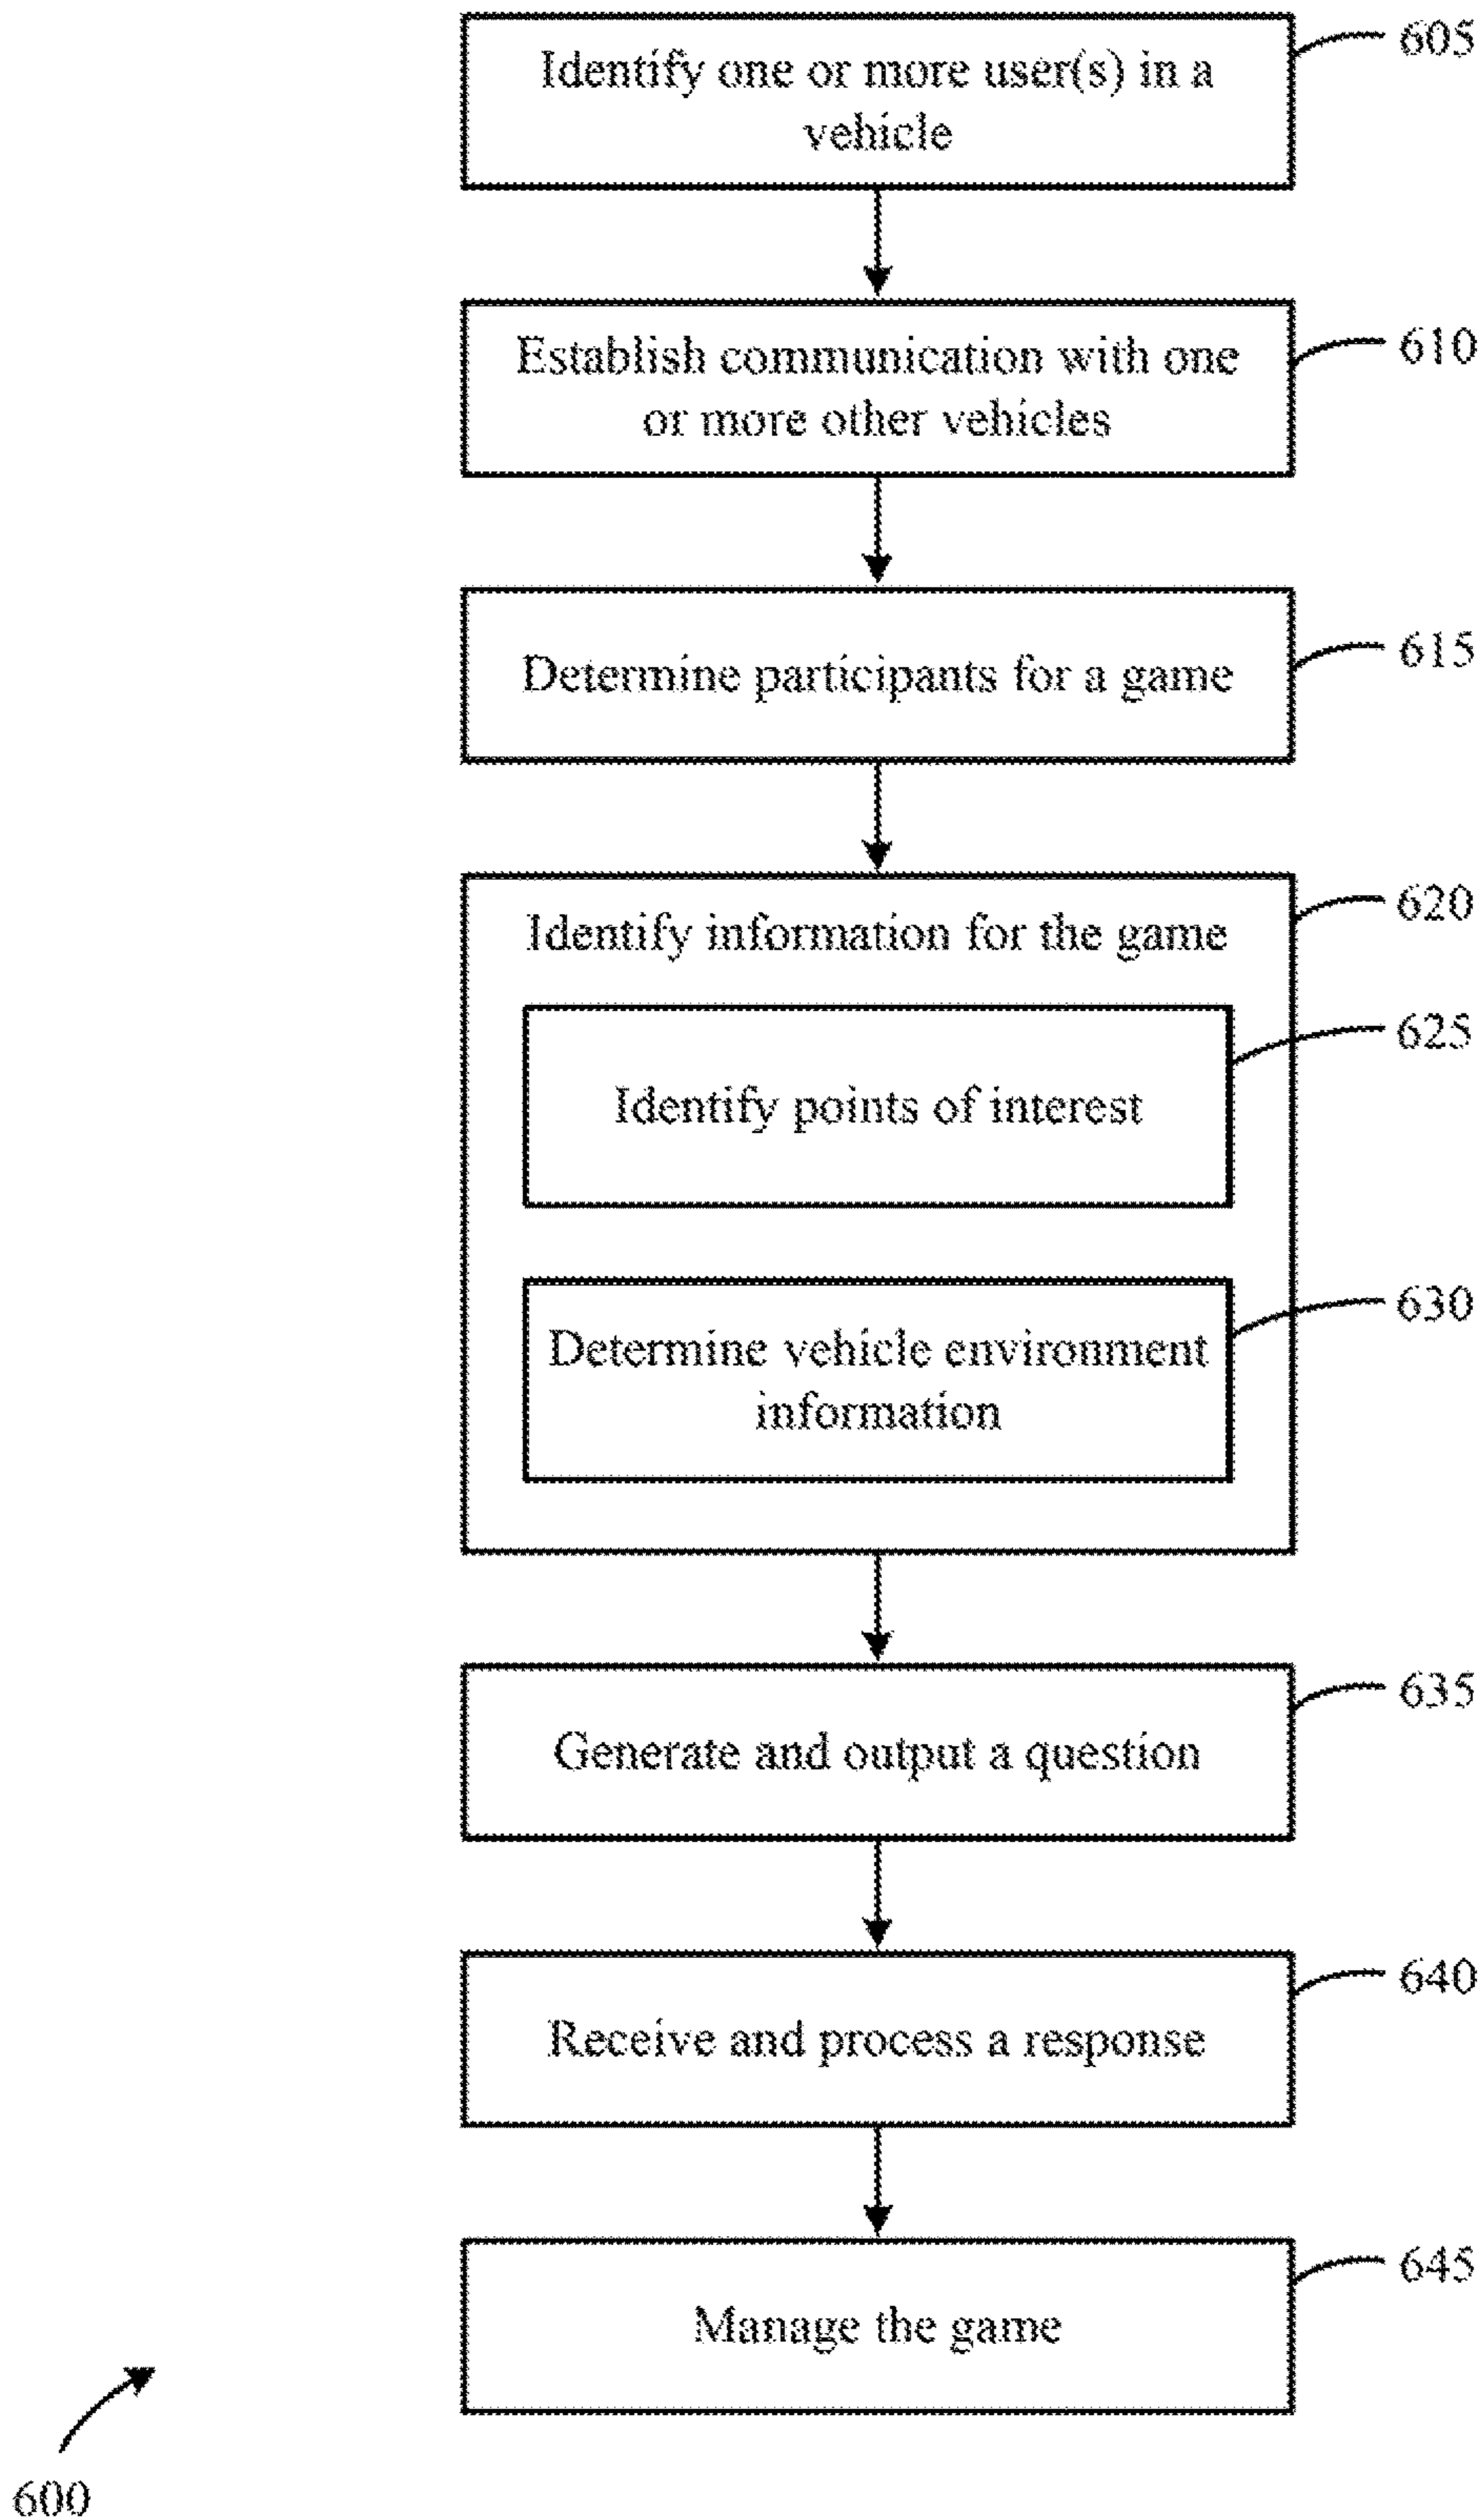 605
Identify one or more user(s) in a
vehicle
610
Establish communication with one
or more other vehicles
615
Determine participants for a game
620
Identify information for the game
625
Identify points of interest
630
Determine vehicle environment
information
635
Generate and output a question
640
Receive and process a response
645
Manage the game
600